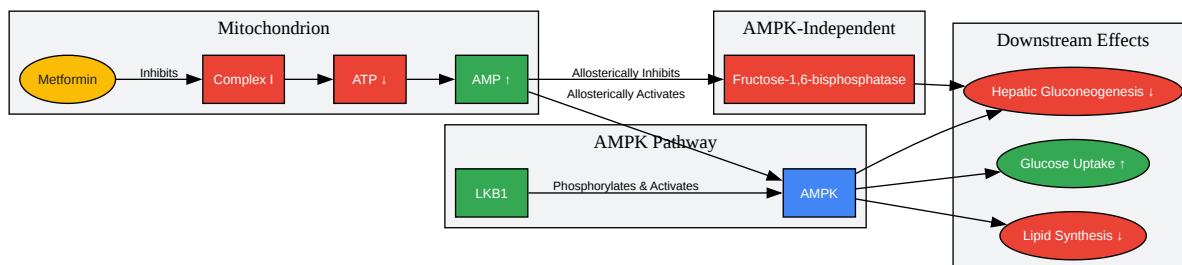 Mitochondrion
Metformin
Inhibits
Complex I
ATP ↓
AMP ↑
Allosterically Inhibits
Allosterically Activates
AMPK-Independent
Fructose-1,6-bisphosphatase
AMPK Pathway
LKB1
Phosphorylates & Activates
AMPK
Downstream Effects
Hepatic Gluconeogenesis ↓
Glucose Uptake ↑
Lipid Synthesis ↓